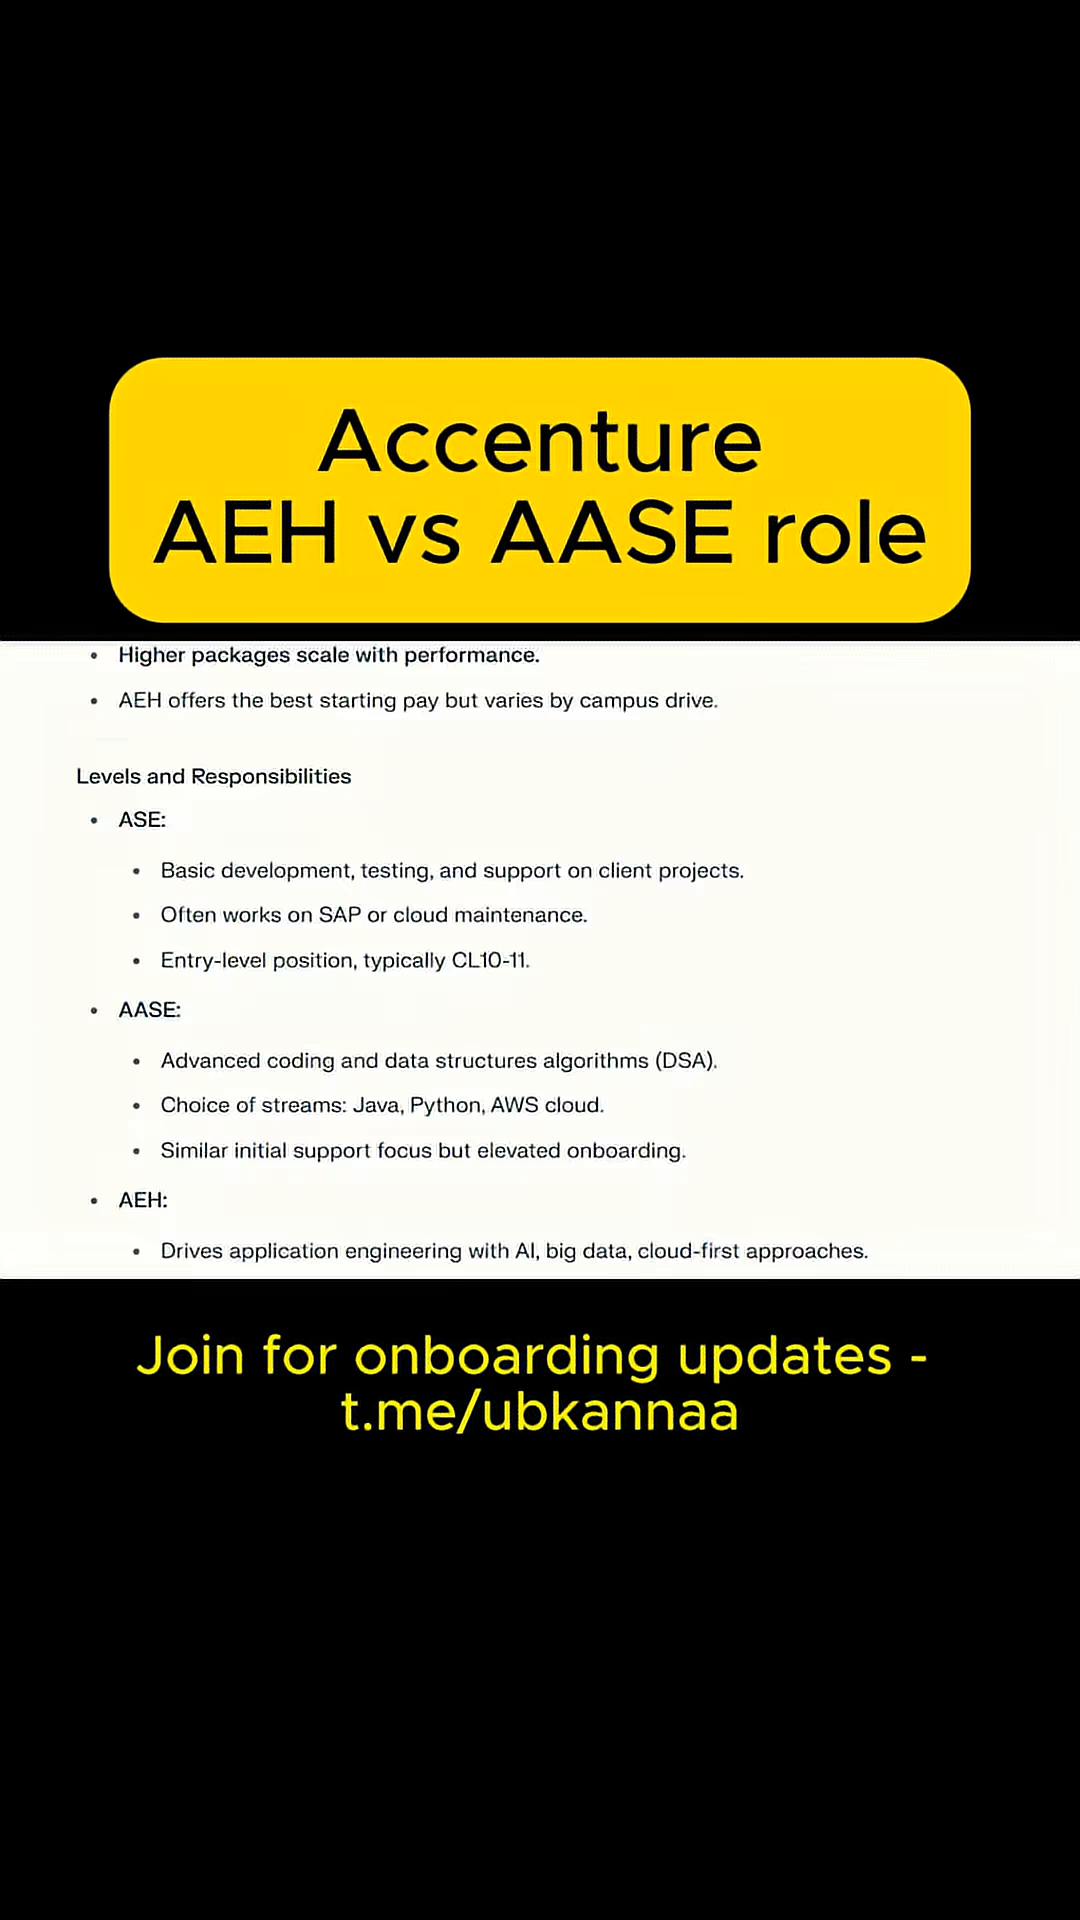 Accenture
AEH vs AASE role
• Higher packages scale with performance.
• AEH offers the best starting pay but varies by campus drive.
Levels and Responsibilities
• ASE:
• Basic development, testing, and support on client projects.
• Often works on SAP or cloud maintenance.
• Entry-level position, typically CL10-11.
• AASE:
• Advanced coding and data structures algorithms (DSA).
• Choice of streams: Java, Python, AWS cloud.
• Similar initial support focus but elevated onboarding.
• AEH:
• Drives application engineering with AI, big data, cloud-first approaches.
Join for onboarding updates -
t.me/ubkannaa